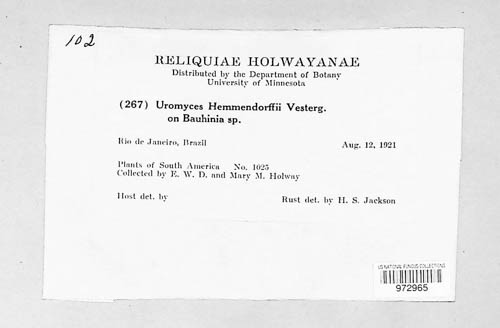 102
RELIQUIAE HOLWAYANAE
Distributed by the Department of Botany
University of Minnesota
(267) Uromyces Hemmendorffii Vesterg.
on Bauhinia sp.
Rio de Janeiro, Brazil Aug. 12, 1921
Plants of South America No. 1025
Collected by E. W. D. and Mary M. Holway
Host det. by Rust det. by H. S. Jackson
US NATIONAL FUNGUS COLLECTIONS
972965